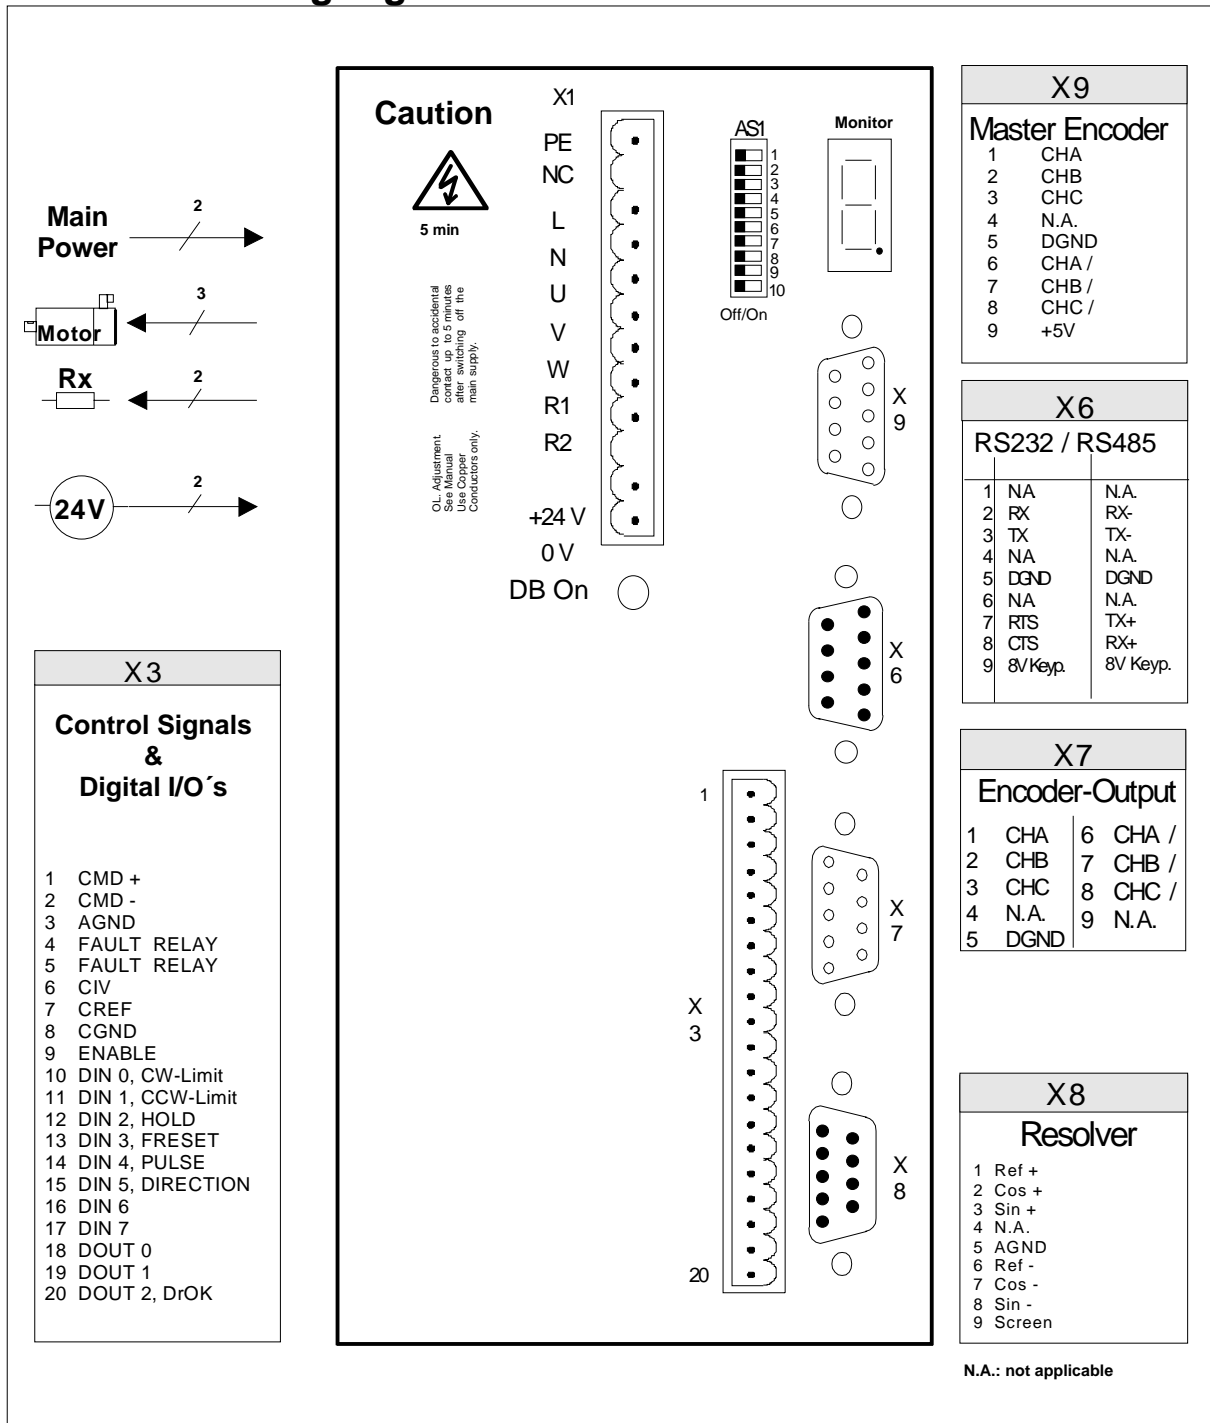 Main
Power
2
Motor
3
Rx
2
24V
2
X3
Control Signals
&
Digital I/O´s
1 CMD +
2 CMD -
3 AGND
4 FAULT RELAY
5 FAULT RELAY
6 CIV
7 CREF
8 CGND
9 ENABLE
10 DIN 0, CW-Limit
11 DIN 1, CCW-Limit
12 DIN 2, HOLD
13 DIN 3, FRESET
14 DIN 4, PULSE
15 DIN 5, DIRECTION
16 DIN 6
17 DIN 7
18 DOUT 0
19 DOUT 1
20 DOUT 2, DrOK
Caution
5 min
Dangerous to accidental
contact up to 5 minutes
after switching off the
main supply.
OL. Adjustment.
See Manual
Use Copper
Conductors only.
X1
PE
NC
L
N
U
V
W
R1
R2
+24 V
0 V
DB On
AS1
1
2
3
4
5
6
7
8
9
10
Off/On
Monitor
X
9
X
6
X
7
X
8
1
X
3
20
X9
Master Encoder
1 CHA
2 CHB
3 CHC
4 N.A.
5 DGND
6 CHA /
7 CHB /
8 CHC /
9 +5V
X6
RS232 / RS485
1 NA N.A.
2 RX RX-
3 TX TX-
4 NA N.A.
5 DGND DGND
6 NA N.A.
7 RTS TX+
8 CTS RX+
9 8V Keyp. 8V Keyp.
X7
Encoder-Output
1 CHA 6 CHA /
2 CHB 7 CHB /
3 CHC 8 CHC /
4 N.A. 9 N.A.
5 DGND
X8
Resolver
1 Ref +
2 Cos +
3 Sin +
4 N.A.
5 AGND
6 Ref -
7 Cos -
8 Sin -
9 Screen
N.A.: not applicable